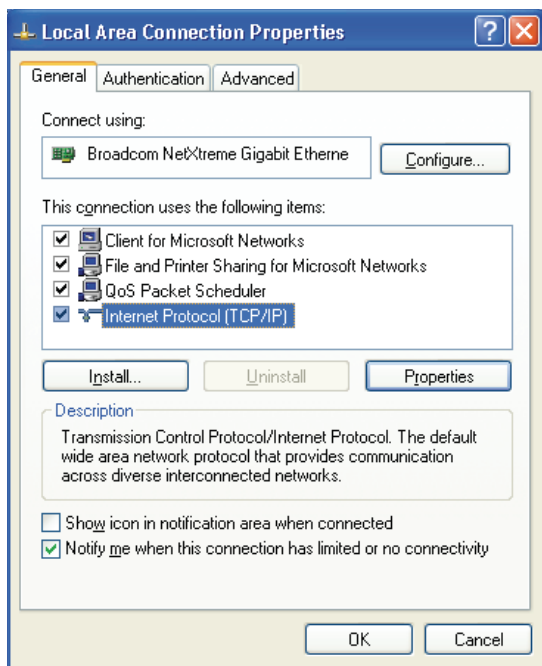 Local Area Connection Properties
General Authentication Advanced
Connect using:
Broadcom NetXtreme Gigabit Etherne
Configure...
This connection uses the following items:
Client for Microsoft Networks
File and Printer Sharing for Microsoft Networks
QoS Packet Scheduler
Internet Protocol (TCP/IP)
Install... Uninstall Properties
Description
Transmission Control Protocol/Internet Protocol. The default
wide area network protocol that provides communication
across diverse interconnected networks.
Show icon in notification area when connected
Notify me when this connection has limited or no connectivity
OK Cancel